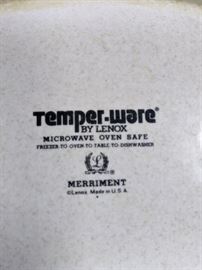 Temper-ware®
BY LENOX
MICROWAVE OVEN SAFE
FREEZER·TO OVEN·TO TABLE·TO·DISHWASHER
L
MERRIMENT
©Lenox. Made in U.S.A.